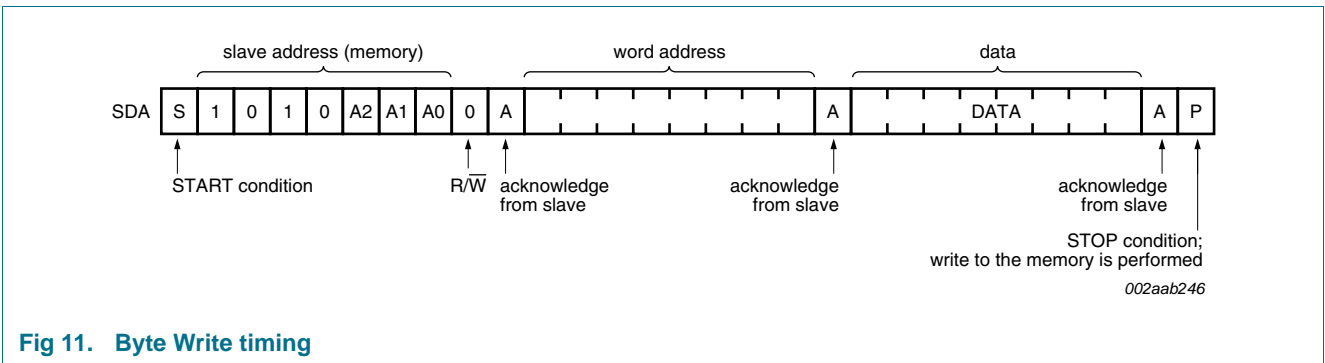 slave address (memory) word address data
SDA S 1 0 1 0 A2 A1 A0 0 A A DATA A P
START condition R/W̅ acknowledge from slave acknowledge from slave acknowledge from slave
STOP condition;
write to the memory is performed
002aab246
Fig 11. Byte Write timing